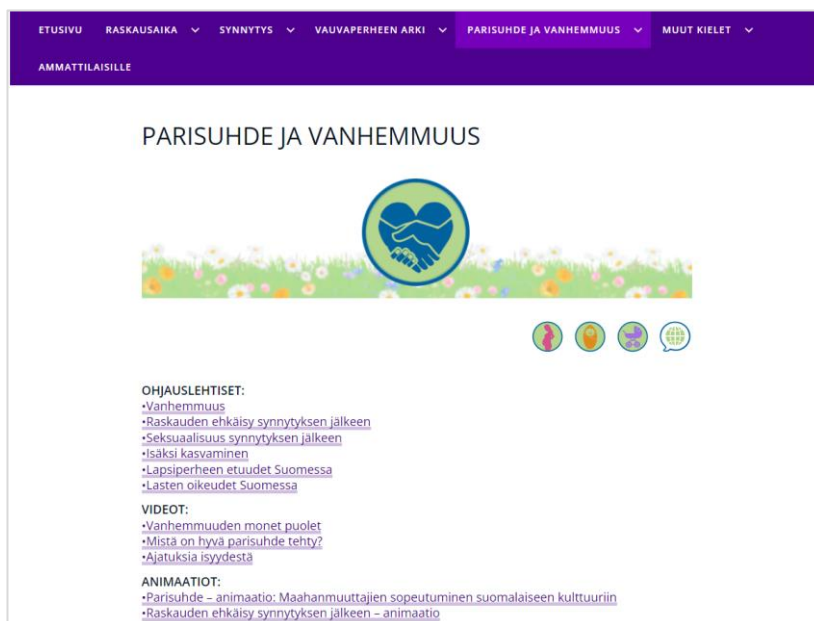 ETUSIVU RASKAUSAIKA SYNNYTYS VAUVAPERHEEN ARKI PARISUHDE JA VANHEMMUUS MUUT KIELET
AMMATTILAISILLE
PARISUHDE JA VANHEMMUUS
OHJAUSLEHTISET:
•Vanhemmuus
•Raskauden ehkäisy synnytyksen jälkeen
•Seksuaalisuus synnytyksen jälkeen
•Isäksi kasvaminen
•Lapsiperheen etuudet Suomessa
•Lasten oikeudet Suomessa
VIDEOT:
•Vanhemmuuden monet puolet
•Mistä on hyvä parisuhde tehty?
•Ajatuksia isyydestä
ANIMAATIOT:
•Parisuhde – animaatio: Maahanmuuttajien sopeutuminen suomalaiseen kulttuuriin
•Raskauden ehkäisy synnytyksen jälkeen – animaatio